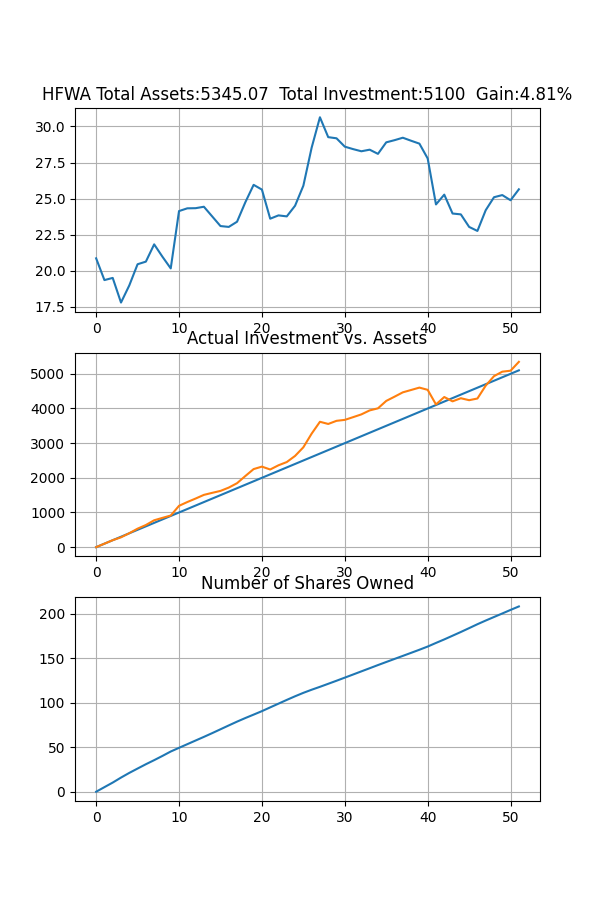 HFWA Total Assets:5345.07  Total Investment:5100  Gain:4.81%
30.0
27.5
25.0
22.5
20.0
17.5
0 10 20 30 40 50
Actual Investment vs. Assets
5000
4000
3000
2000
1000
0
0 10 20 30 40 50
Number of Shares Owned
200
150
100
50
0
0 10 20 30 40 50